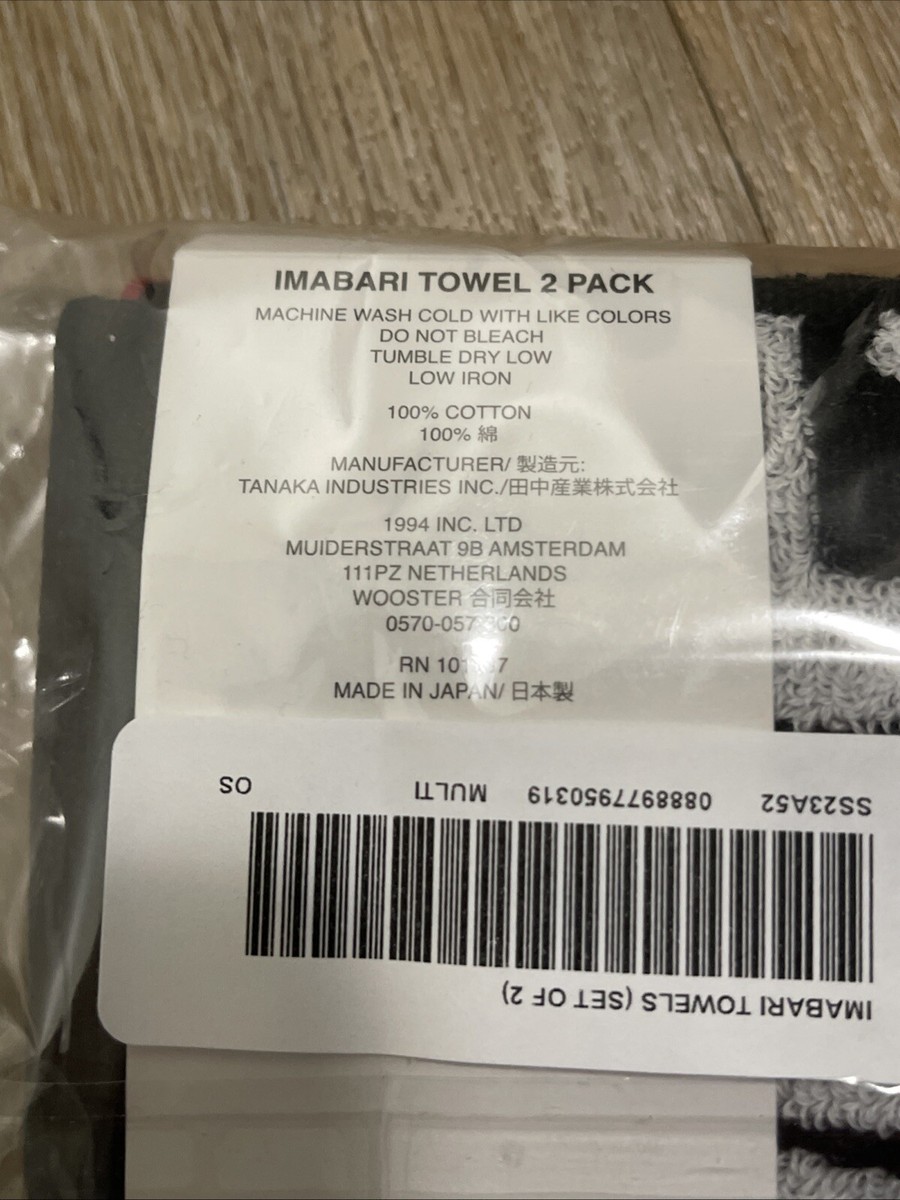 IMABARI TOWEL 2 PACK
MACHINE WASH COLD WITH LIKE COLORS
DO NOT BLEACH
TUMBLE DRY LOW
LOW IRON
100% COTTON
100% 綿
MANUFACTURER/ 製造元:
TANAKA INDUSTRIES INC./田中産業株式会社
1994 INC. LTD
MUIDERSTRAAT 9B AMSTERDAM
111PZ NETHERLANDS
WOOSTER 合同会社
RN
MADE IN JAPAN/ 日本製
IMABARI TOWELS (SET OF 2)
SS23A52 0888977950319 MULTI OS